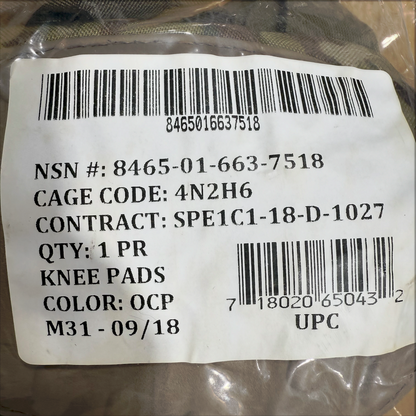 8465016637518
NSN #: 8465-01-663-7518
CAGE CODE: 4N2H6
CONTRACT: SPE1C1-18-D-1027
QTY: 1 PR
KNEE PADS
COLOR: OCP
M31 - 09/18
7 18020 65043 2
UPC